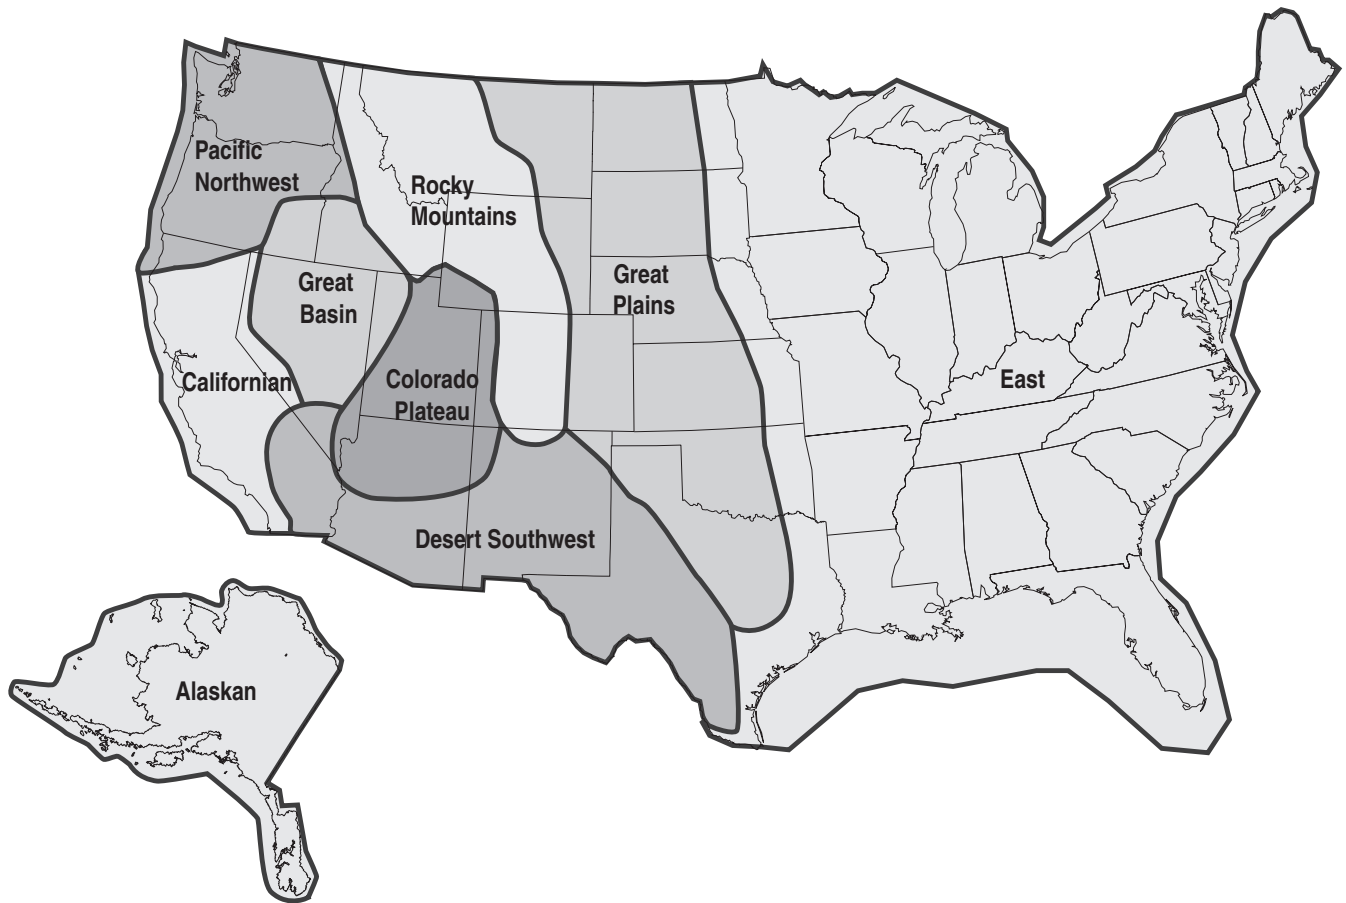 Pacific
Northwest
Rocky
Mountains
Great
Basin
Great
Plains
Californian
Colorado
Plateau
East
Desert Southwest
Alaskan